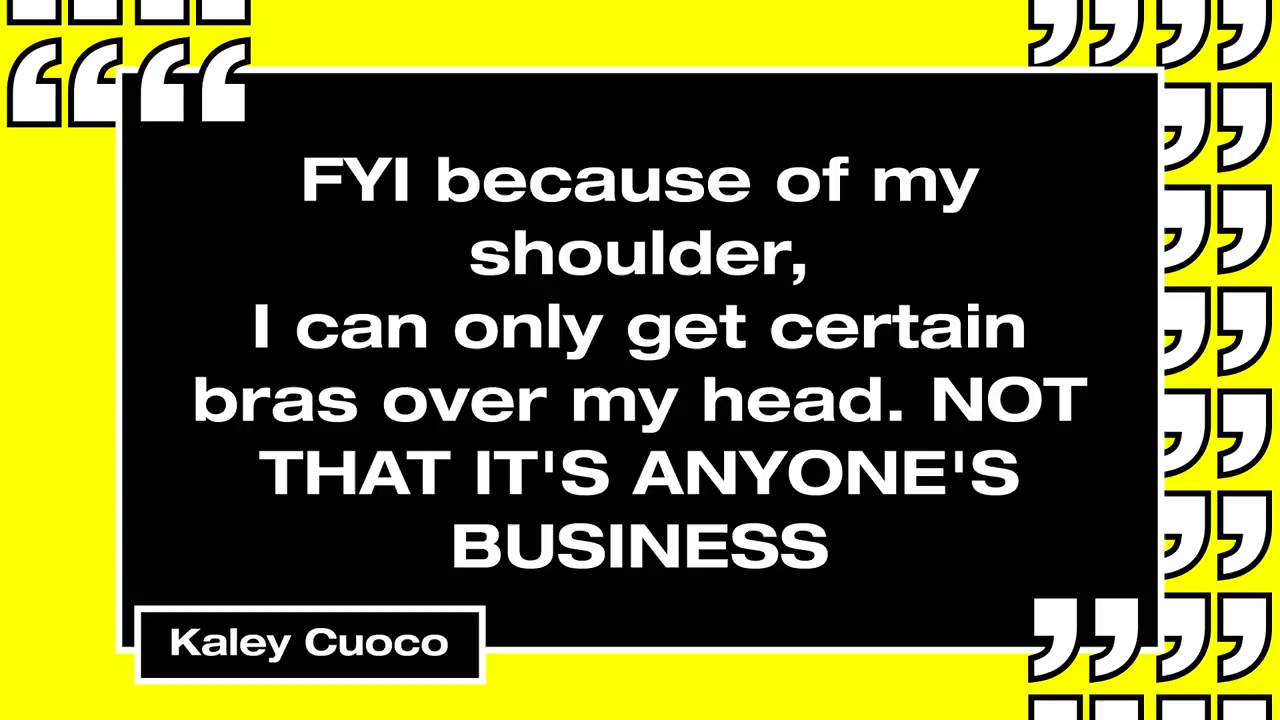 FYI because of my
shoulder,
I can only get certain
bras over my head. NOT
THAT IT'S ANYONE'S
BUSINESS
Kaley Cuoco